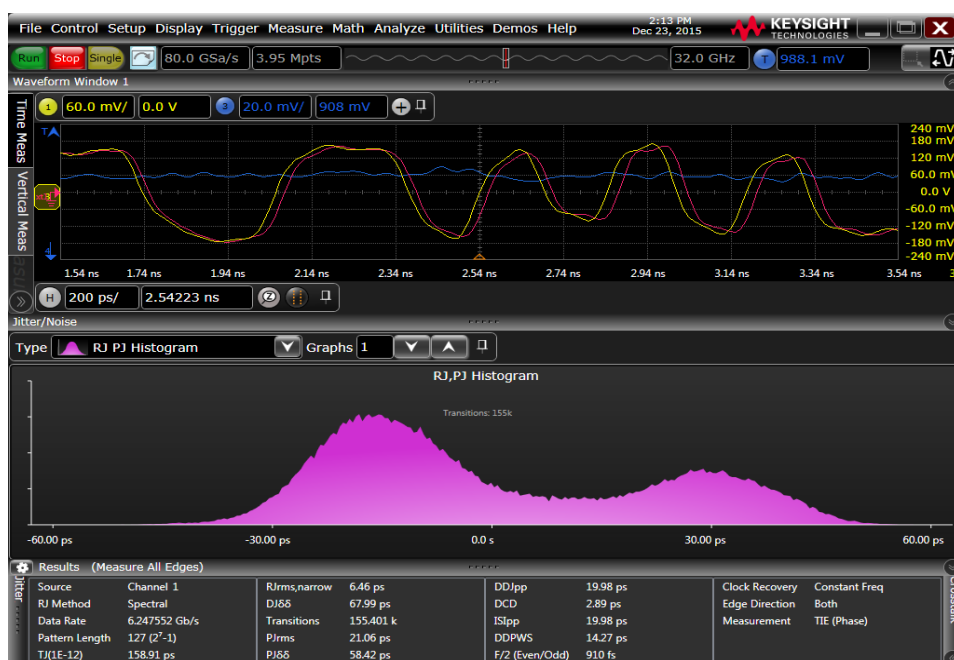 File Control Setup Display Trigger Measure Math Analyze Utilities Demos Help 2:13 PM
Dec 23, 2015 KEYSIGHT
TECHNOLOGIES X
Run Stop Single 80.0 GSa/s 3.95 Mpts 32.0 GHz T 988.1 mV
Waveform Window 1
Time Meas
Vertical Meas
1 60.0 mV/ 0.0 V 3 20.0 mV/ 908 mV +
T
240 mV
180 mV
120 mV
60.0 mV
0.0 V
-60.0 mV
-120 mV
-180 mV
-240 mV
3
4
1.54 ns 1.74 ns 1.94 ns 2.14 ns 2.34 ns 2.54 ns 2.74 ns 2.94 ns 3.14 ns 3.34 ns 3.54 ns
H 200 ps/ 2.54223 ns Z
Jitter/Noise
Type RJ PJ Histogram Graphs 1
RJ,PJ Histogram
Transitions: 155k
-60.00 ps -30.00 ps 0.0 s 30.00 ps 60.00 ps
Results (Measure All Edges)
Jitter
Source Channel 1 RJrms,narrow 6.46 ps DDJpp 19.98 ps Clock Recovery Constant Freq
RJ Method Spectral DJδδ 67.99 ps DCD 2.89 ps Edge Direction Both
Data Rate 6.247552 Gb/s Transitions 155.401 k ISIpp 19.98 ps Measurement TIE (Phase)
Pattern Length 127 (2⁷-1) PJrms 21.06 ps DDPWS 14.27 ps
TJ(1E-12) 158.91 ps PJδδ 58.42 ps F/2 (Even/Odd) 910 fs
Crosstalk